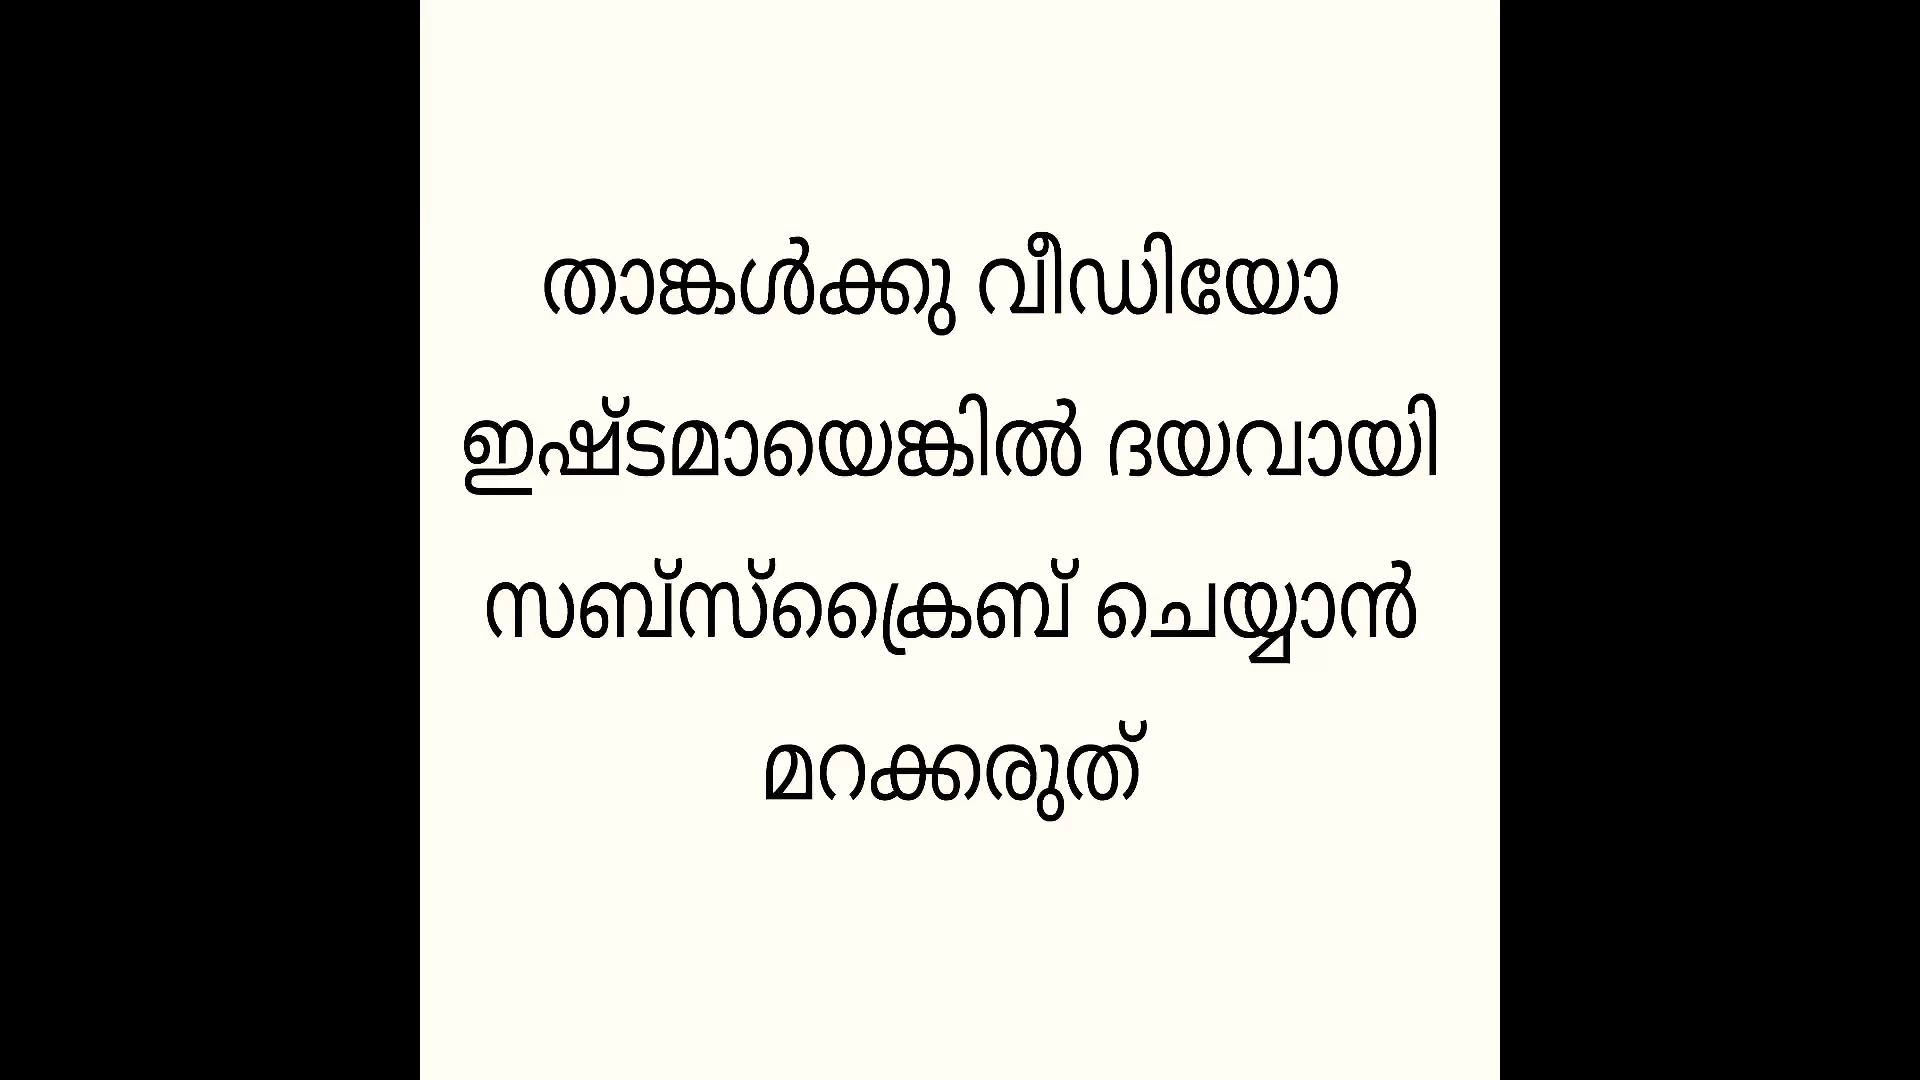 താങ്കൾക്കു വീഡിയോ
ഇഷ്ടമായെങ്കിൽ ദയവായി
സബ്സ്ക്രൈബ് ചെയ്യാൻ
മറക്കരുത്